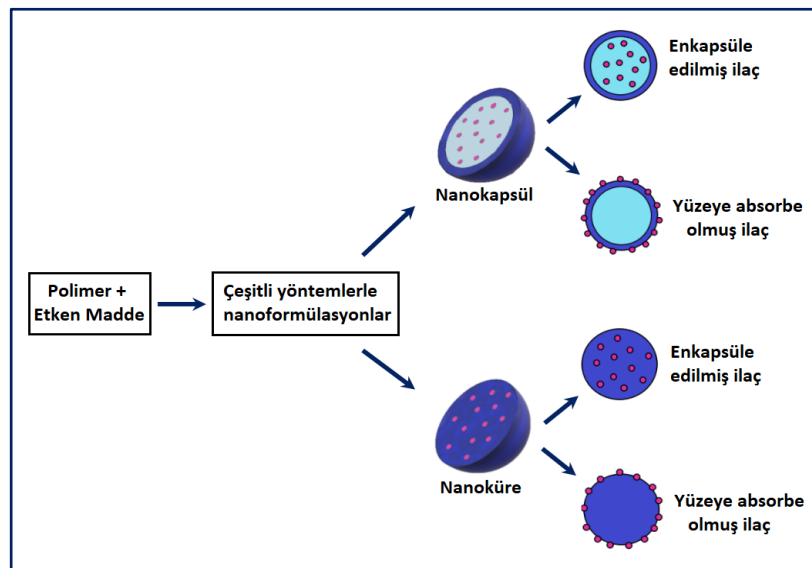 Polimer +
Etken Madde
Çeşitli yöntemlerle
nanoformülasyonlar
Nanokapsül
Enkapsüle
edilmiş ilaç
Yüzeye absorbe
olmuş ilaç
Nanoküre
Enkapsüle
edilmiş ilaç
Yüzeye absorbe
olmuş ilaç